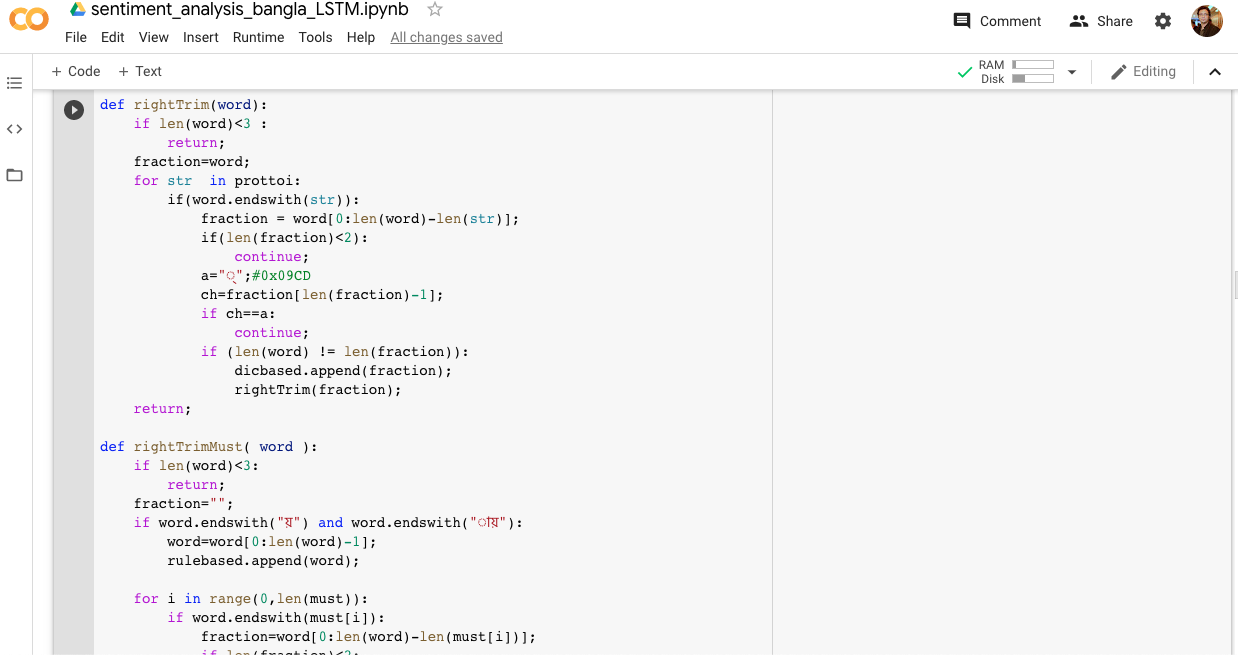 sentiment_analysis_bangla_LSTM.ipynb
File Edit View Insert Runtime Tools Help All changes saved
Comment Share
+ Code + Text
RAM
Disk
Editing
def rightTrim(word):
    if len(word)<3 :
        return;
    fraction=word;
    for str  in prottoi:
        if(word.endswith(str)):
            fraction = word[0:len(word)-len(str)];
            if(len(fraction)<2):
                continue;
            a="্";#0x09CD
            ch=fraction[len(fraction)-1];
            if ch==a:
                continue;
            if (len(word) != len(fraction)):
                dicbased.append(fraction);
                rightTrim(fraction);
    return;
def rightTrimMust( word ):
    if len(word)<3:
        return;
    fraction="";
    if word.endswith("য়") and word.endswith("ায়"):
        word=word[0:len(word)-1];
        rulebased.append(word);
    for i in range(0,len(must)):
        if word.endswith(must[i]):
            fraction=word[0:len(word)-len(must[i])];